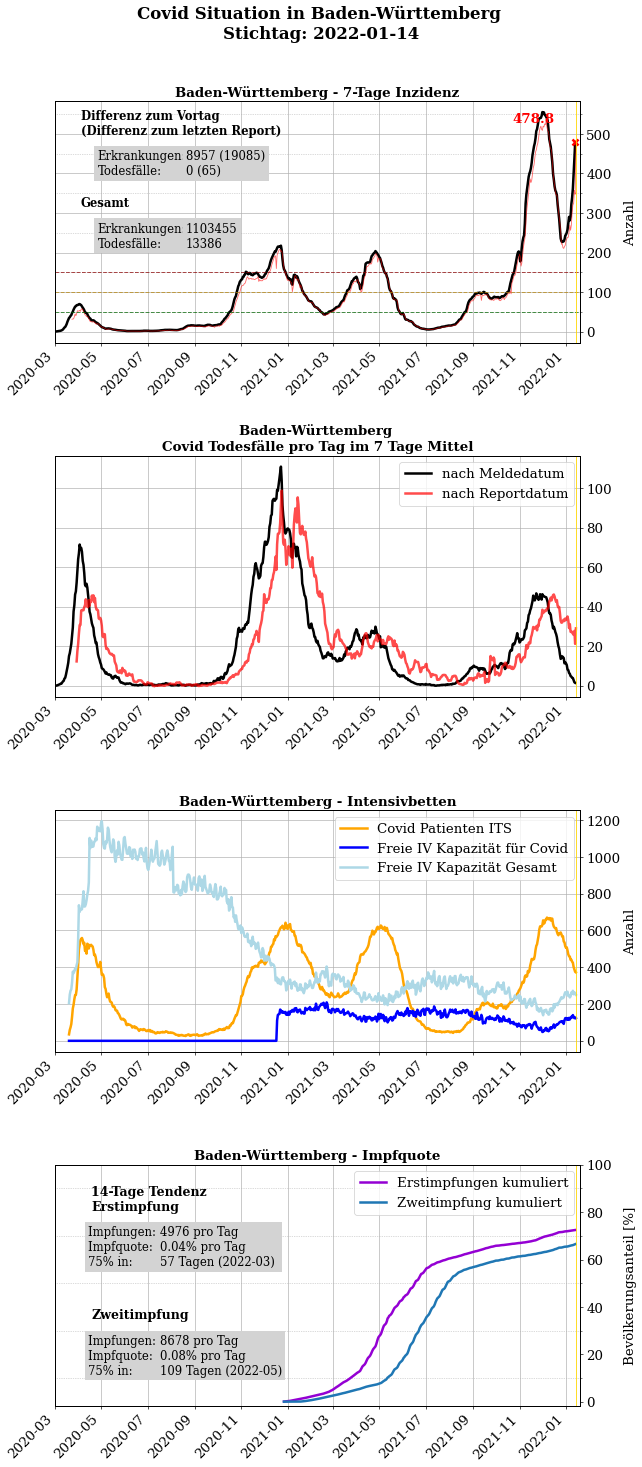 Covid Situation in Baden-Württemberg
Stichtag: 2022-01-14
Baden-Württemberg - 7-Tage Inzidenz
Differenz zum Vortag
(Differenz zum letzten Report)
Erkrankungen 8957 (19085)
Todesfälle: 0 (65)
Gesamt
Erkrankungen 1103455
Todesfälle: 13386
478.8
500
400
300
200
100
0
Anzahl
2020-03
2020-05
2020-07
2020-09
2020-11
2021-01
2021-03
2021-05
2021-07
2021-09
2021-11
2022-01
Baden-Württemberg
Covid Todesfälle pro Tag im 7 Tage Mittel
nach Meldedatum
nach Reportdatum
100
80
60
40
20
0
2020-03
2020-05
2020-07
2020-09
2020-11
2021-01
2021-03
2021-05
2021-07
2021-09
2021-11
2022-01
Baden-Württemberg - Intensivbetten
Covid Patienten ITS
Freie IV Kapazität für Covid
Freie IV Kapazität Gesamt
1200
1000
800
600
400
200
0
Anzahl
2020-03
2020-05
2020-07
2020-09
2020-11
2021-01
2021-03
2021-05
2021-07
2021-09
2021-11
2022-01
Baden-Württemberg - Impfquote
14-Tage Tendenz
Erstimpfung
Impfungen: 4976 pro Tag
Impfquote: 0.04% pro Tag
75% in: 57 Tagen (2022-03)
Zweitimpfung
Impfungen: 8678 pro Tag
Impfquote: 0.08% pro Tag
75% in: 109 Tagen (2022-05)
Erstimpfungen kumuliert
Zweitimpfung kumuliert
100
80
60
40
20
0
Bevölkerungsanteil [%]
2020-03
2020-05
2020-07
2020-09
2020-11
2021-01
2021-03
2021-05
2021-07
2021-09
2021-11
2022-01